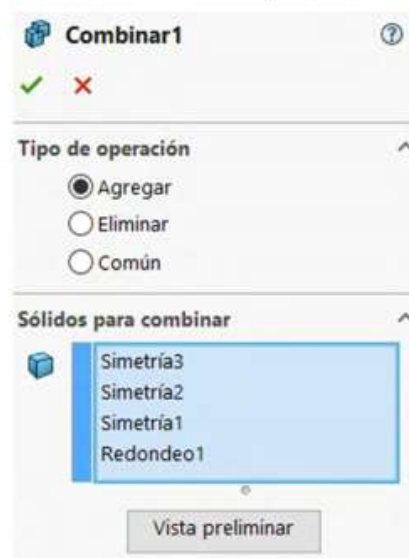 Combinar1
Tipo de operación
Agregar
Eliminar
Común
Sólidos para combinar
Simetría3
Simetría2
Simetría1
Redondeo1
Vista preliminar